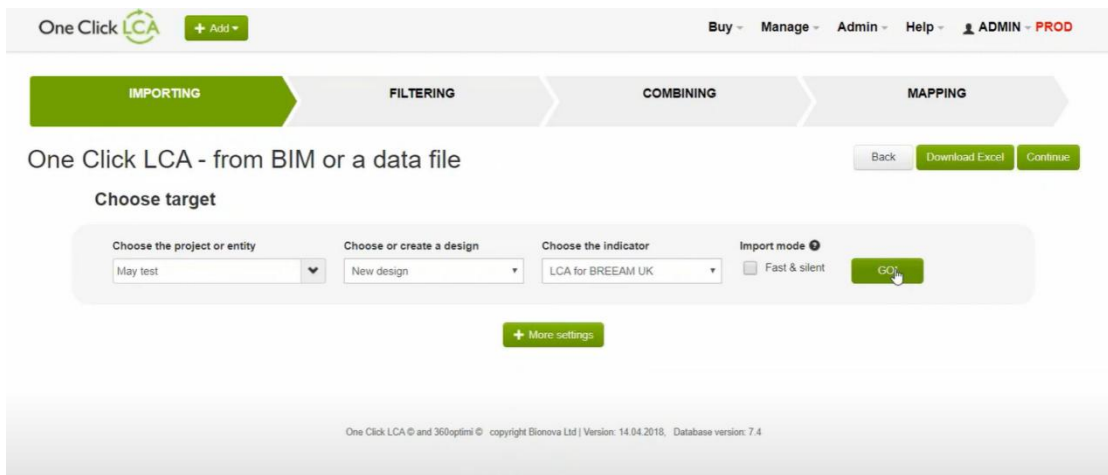 One Click LCA + Add Buy Manage Admin Help ADMIN - PROD
IMPORTING FILTERING COMBINING MAPPING
One Click LCA - from BIM or a data file Back Download Excel Continue
Choose target
Choose the project or entity Choose or create a design Choose the indicator Import mode
May test New design LCA for BREEAM UK Fast & silent GO!
+ More settings
One Click LCA © and 360optimi © copyright Bionova Ltd | Version: 14.04.2018, Database version: 7.4